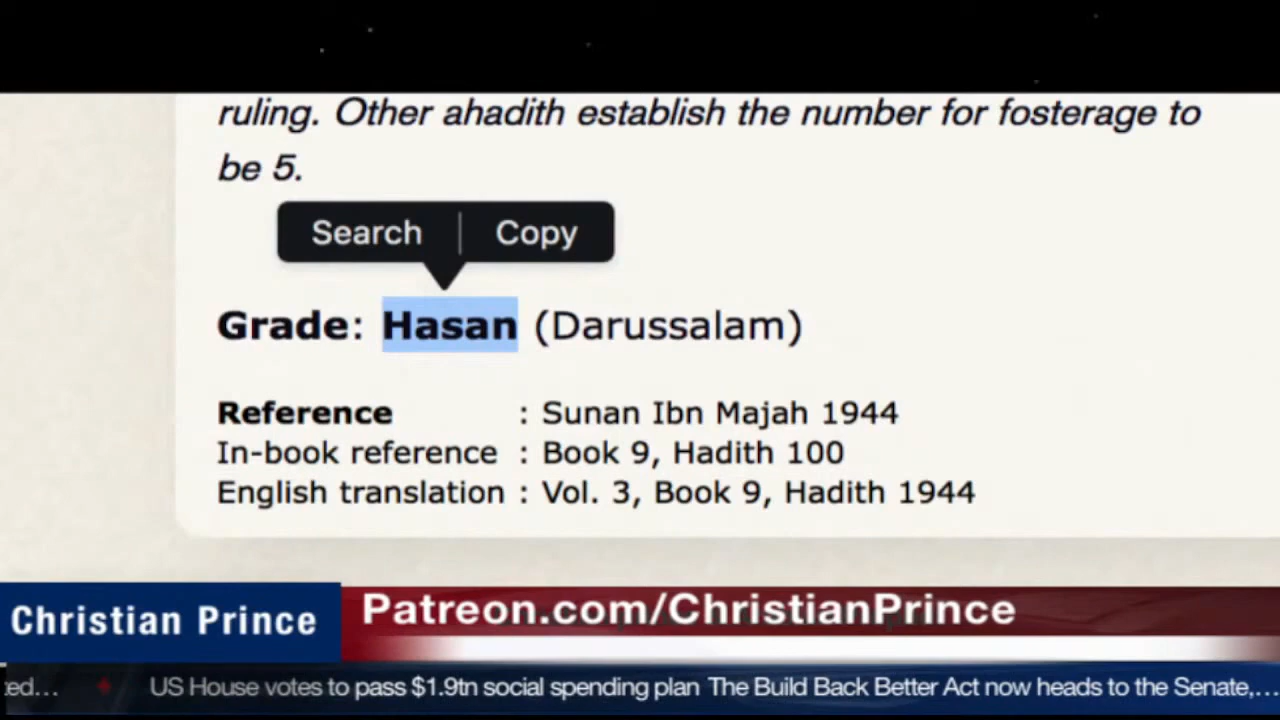 ruling. Other ahadith establish the number for fosterage to
be 5.
Search | Copy
Grade: Hasan (Darussalam)
Reference : Sunan Ibn Majah 1944
In-book reference : Book 9, Hadith 100
English translation : Vol. 3, Book 9, Hadith 1944
Christian Prince
Patreon.com/ChristianPrince
ted... US House votes to pass $1.9tn social spending plan The Build Back Better Act now heads to the Senate,...